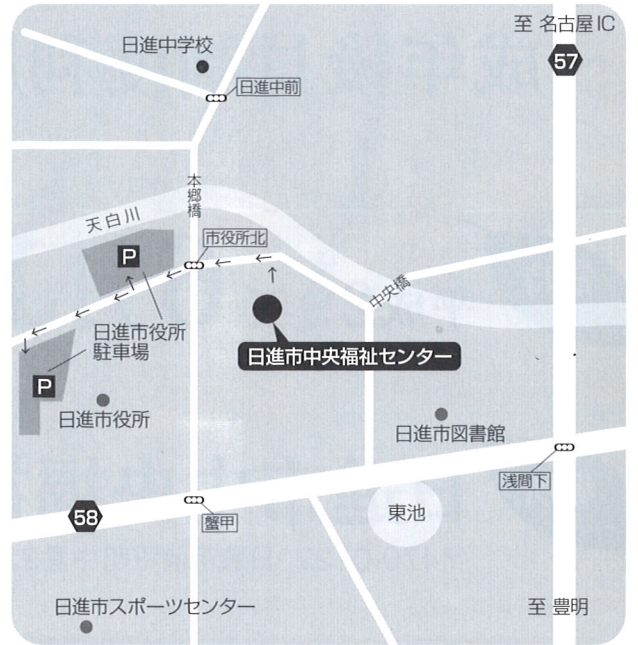 至 名古屋IC
57
日進中学校
日進中前
本郷橋
天白川
市役所北
P
中央橋
日進市役所
駐車場
日進市中央福祉センター
P
日進市役所
日進市図書館
浅間下
58
蟹甲
東池
日進市スポーツセンター
至 豊明